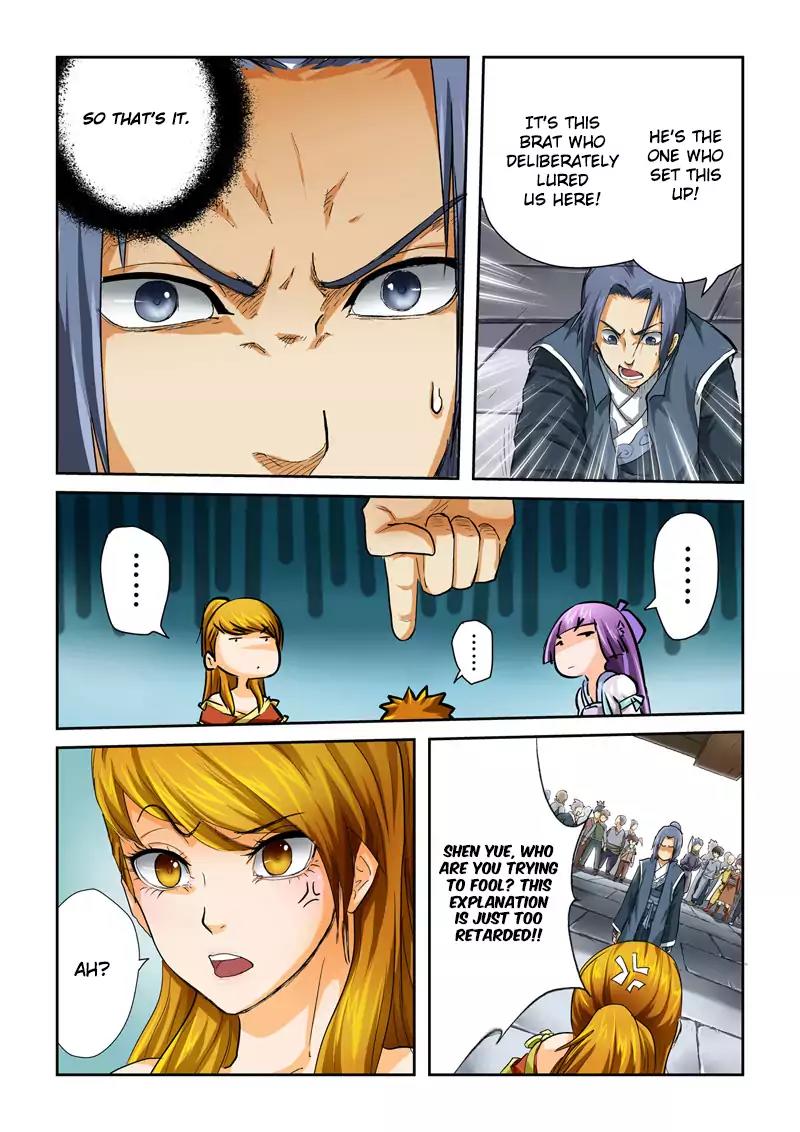 SO THAT'S IT.
IT'S THIS
BRAT WHO
DELIBERATELY
LURED
US HERE!
HE'S THE
ONE WHO
SET THIS
UP!
......
......
......
AH?
SHEN YUE, WHO
ARE YOU TRYING
TO FOOL? THIS
EXPLANATION
IS JUST TOO
RETARDED!!